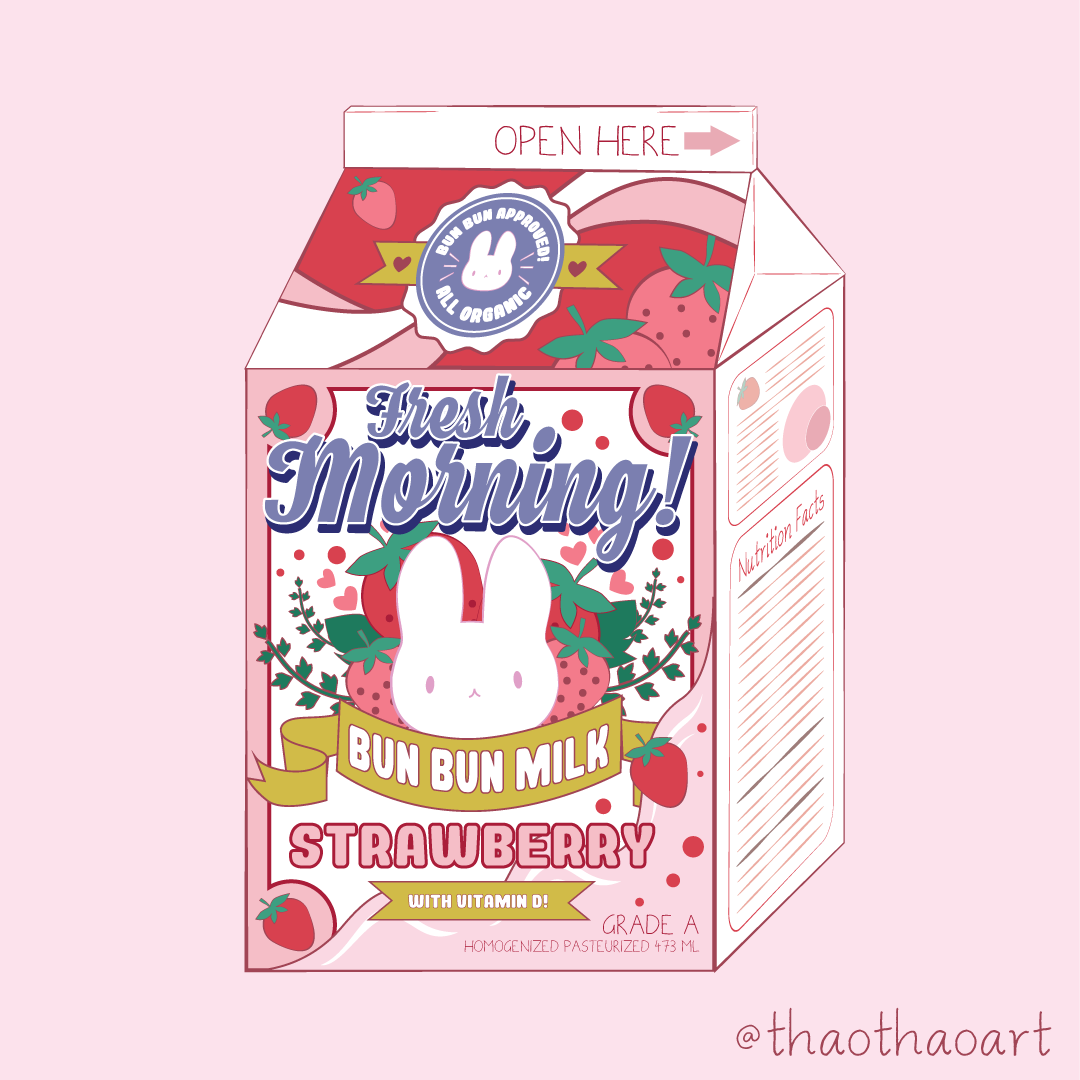 OPEN HERE
BUN BUN APPROVED!
ALL ORGANIC
Fresh
Morning!
Nutrition Facts
BUN BUN MILK
STRAWBERRY
WITH VITAMIN D!
GRADE A
HOMOGENIZED PASTEURIZED 473 ML
@thaothaoart